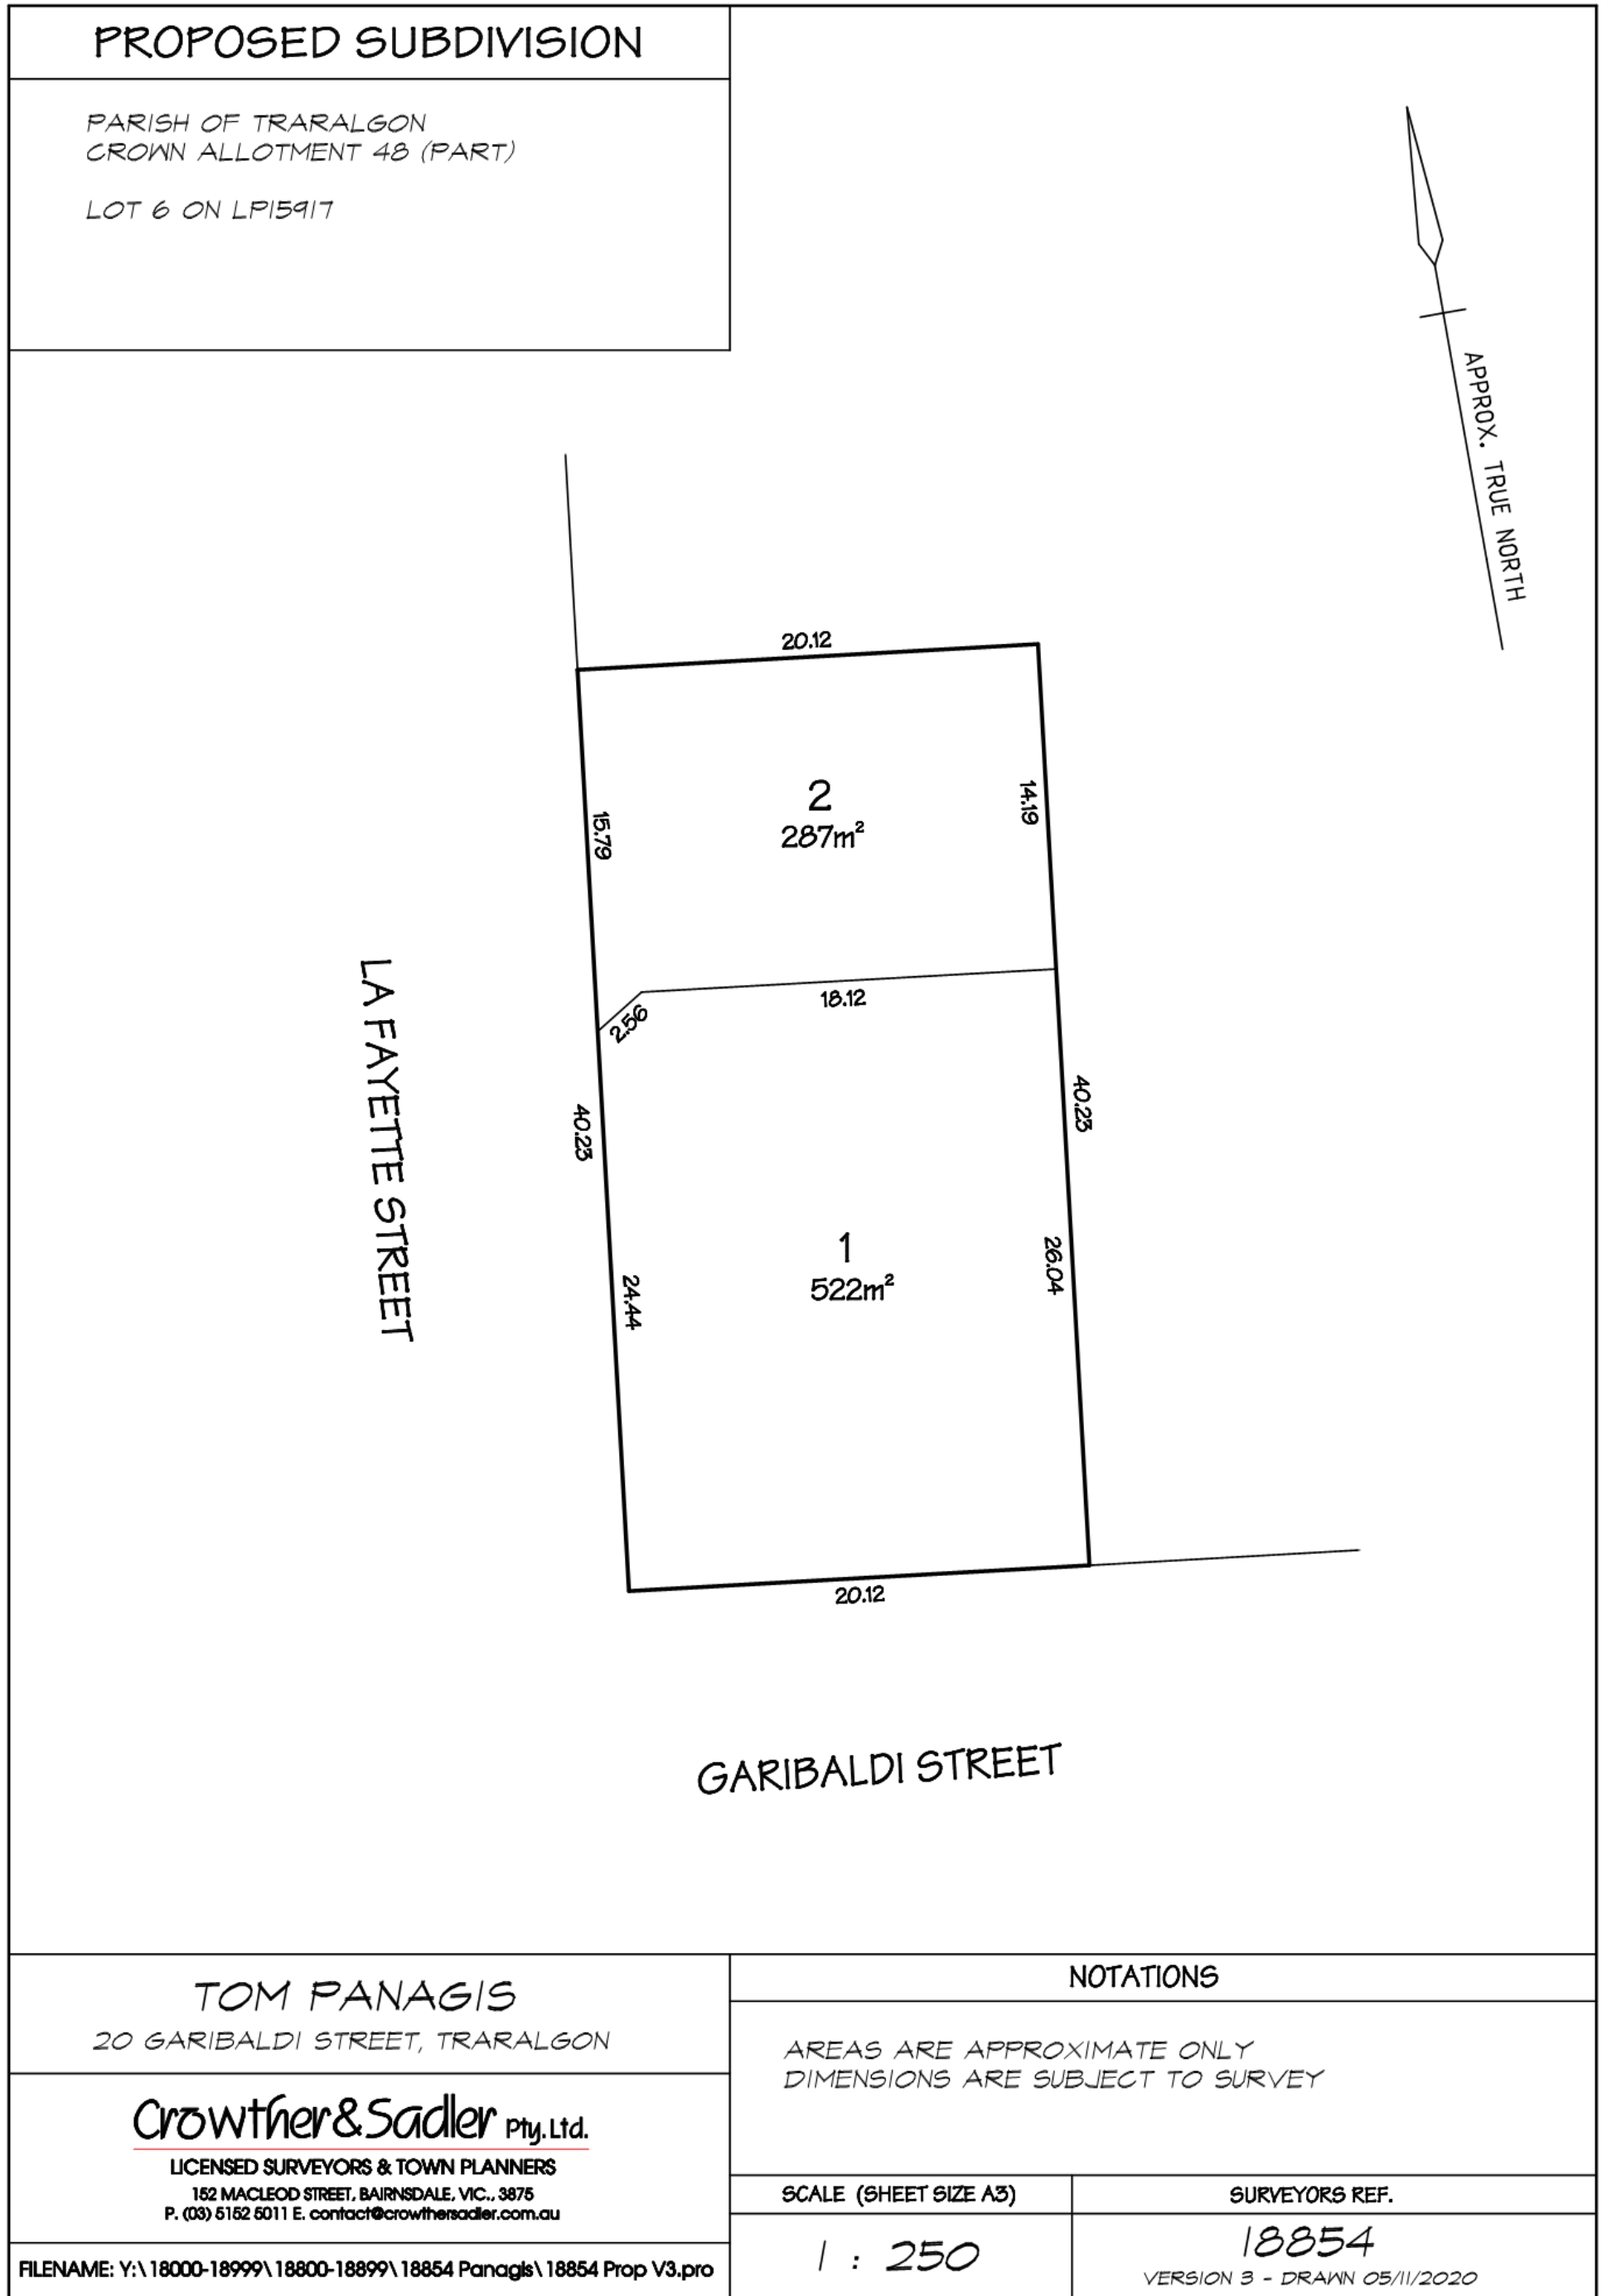 PROPOSED SUBDIVISION
PARISH OF TRARALGON
CROWN ALLOTMENT 48 (PART)
LOT 6 ON LP15917
APPROX. TRUE NORTH
20.12
2
287m²
14.19
15.79
18.12
2.56
LA FAYETTE STREET
40.23
40.23
1
522m²
26.04
24.44
20.12
GARIBALDI STREET
TOM PANAGIS
20 GARIBALDI STREET, TRARALGON
Crowther&Sadler Pty.Ltd.
LICENSED SURVEYORS & TOWN PLANNERS
152 MACLEOD STREET, BAIRNSDALE, VIC., 3875
P. (03) 5152 5011 E. contact@crowthersadler.com.au
FILENAME: Y:\18000-18999\18800-18899\18854 Panagis\18854 Prop V3.pro
NOTATIONS
AREAS ARE APPROXIMATE ONLY
DIMENSIONS ARE SUBJECT TO SURVEY
SCALE (SHEET SIZE A3)
1 : 250
SURVEYORS REF.
18854
VERSION 3 - DRAWN 05/11/2020